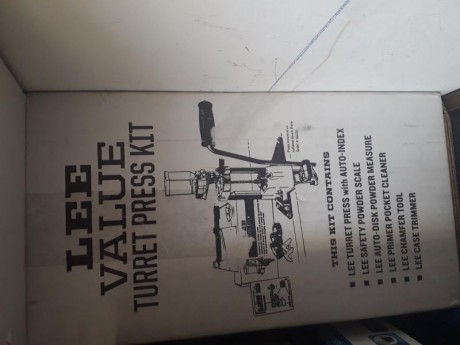 LEE
VALUE
TURRET PRESS KIT
THIS KIT CONTAINS
■ LEE TURRET PRESS with AUTO-INDEX
■ LEE SAFETY POWDER SCALE
■ LEE AUTO-DISK POWDER MEASURE
■ LEE PRIMER POCKET CLEANER
■ LEE CHAMFER TOOL
■ LEE CASE TRIMMER